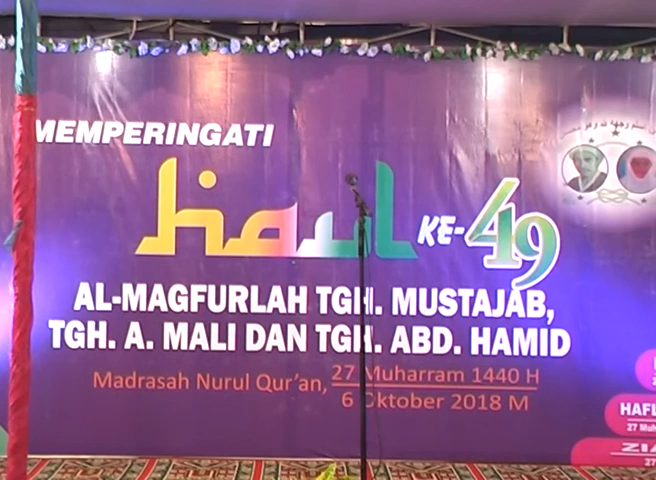 MEMPERINGATI
haul KE-49
AL-MAGFURLAH TGH. MUSTAJAB,
TGH. A. MALI DAN TGH. ABD. HAMID
Madrasah Nurul Qur'an, 27 Muharram 1440 H
6 Oktober 2018 M
27